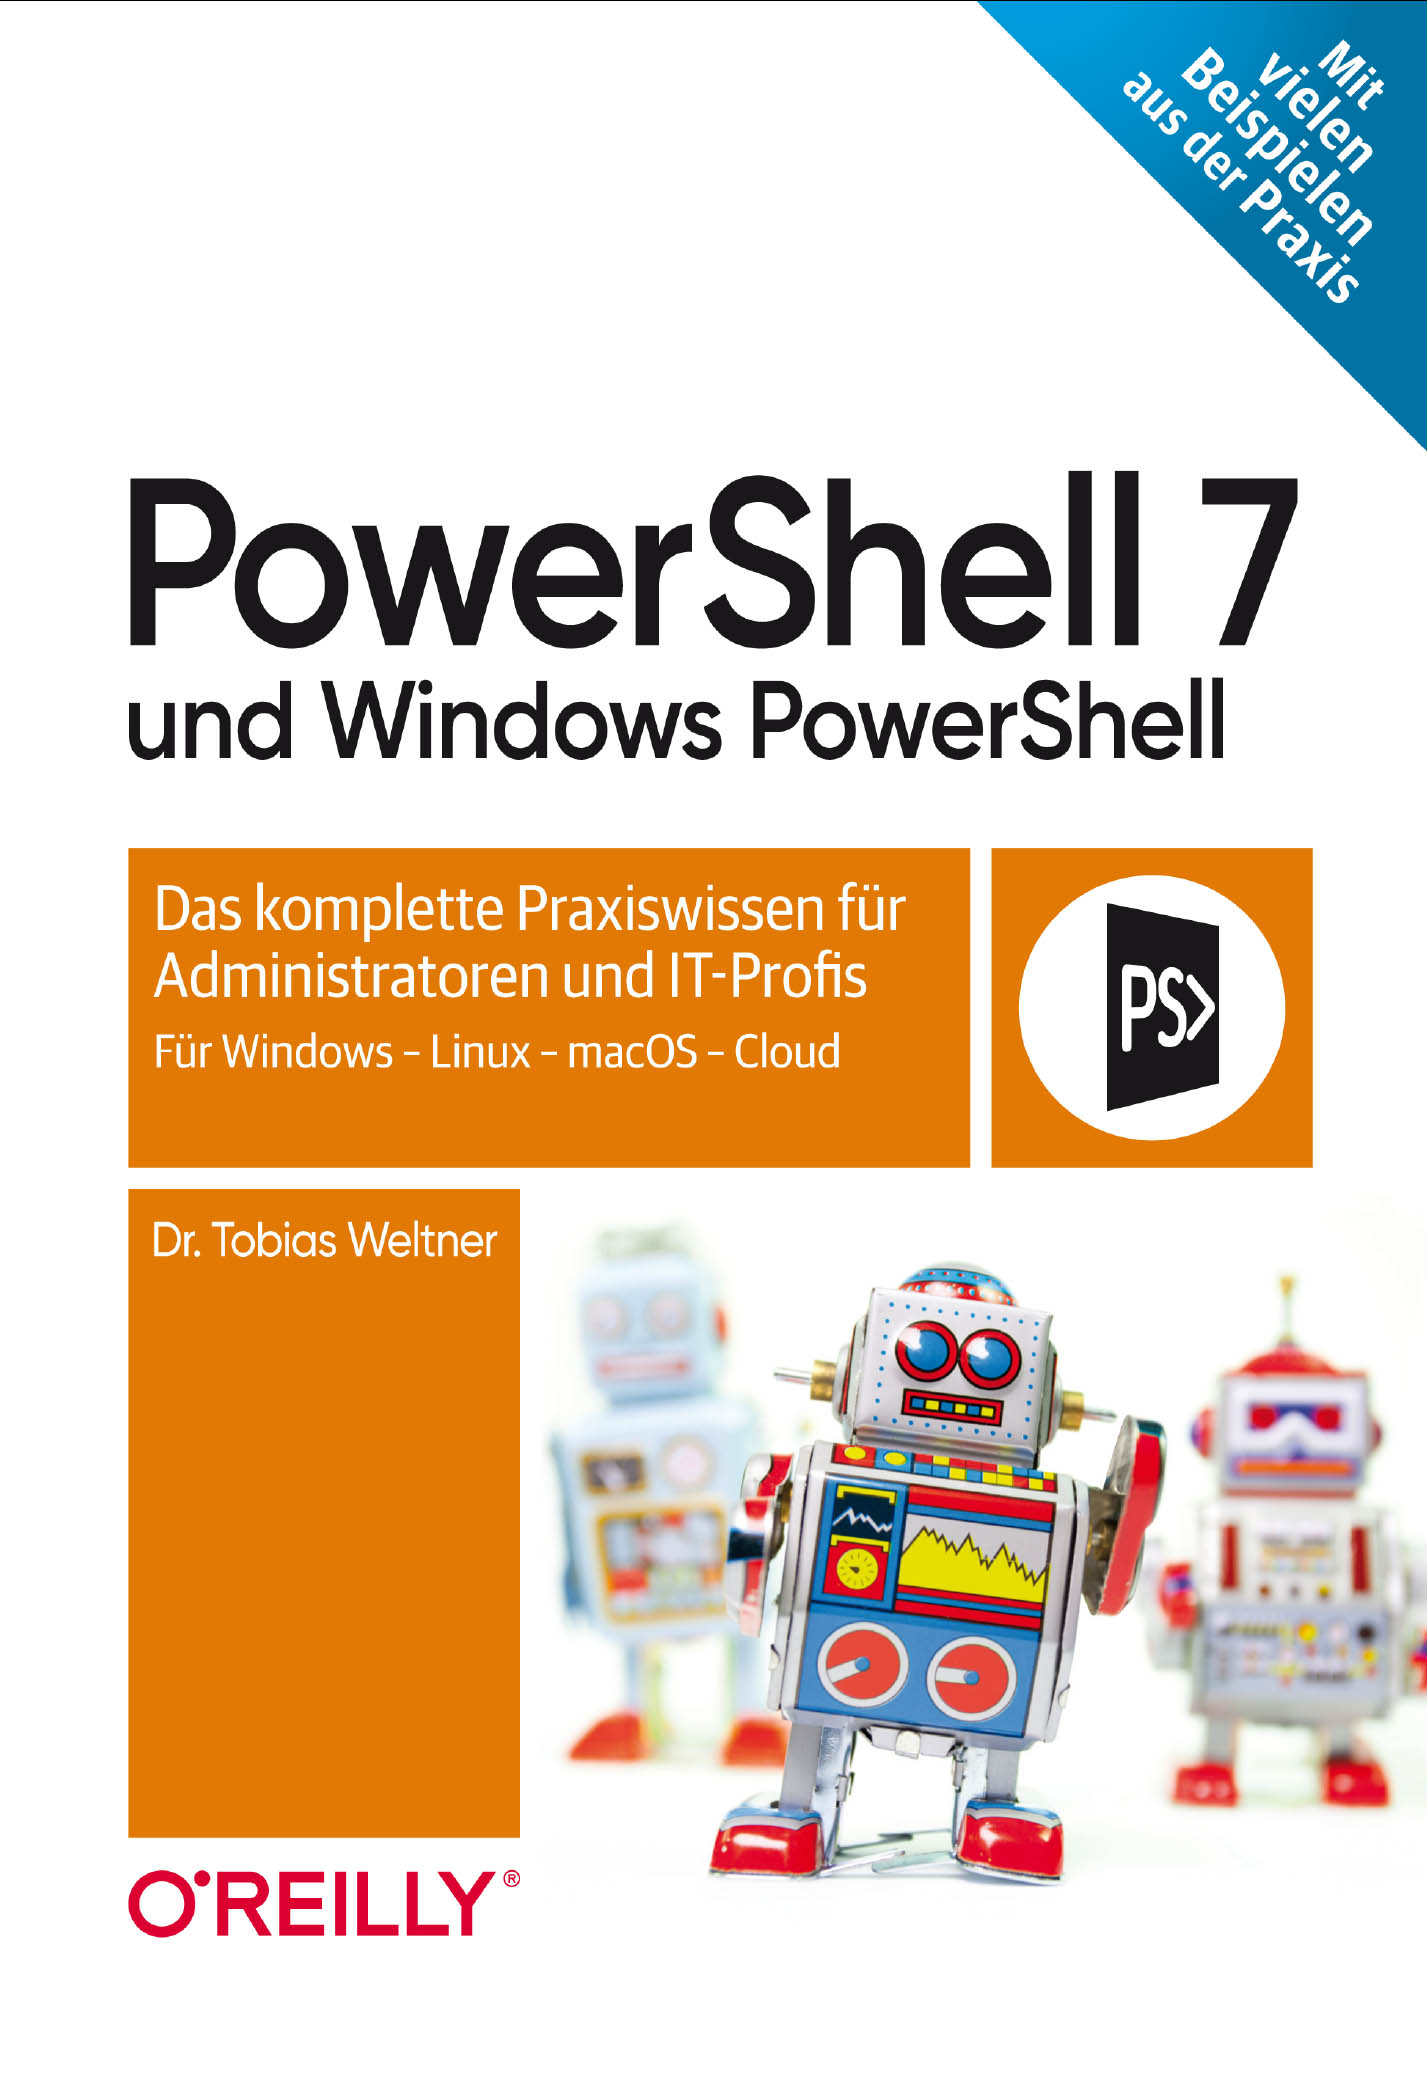 Mit
vielen
Beispielen
aus der Praxis
PowerShell 7
und Windows PowerShell
Das komplette Praxiswissen für
Administratoren und IT-Profis
Für Windows – Linux – macOS – Cloud
PS>
Dr. Tobias Weltner
O'REILLY®